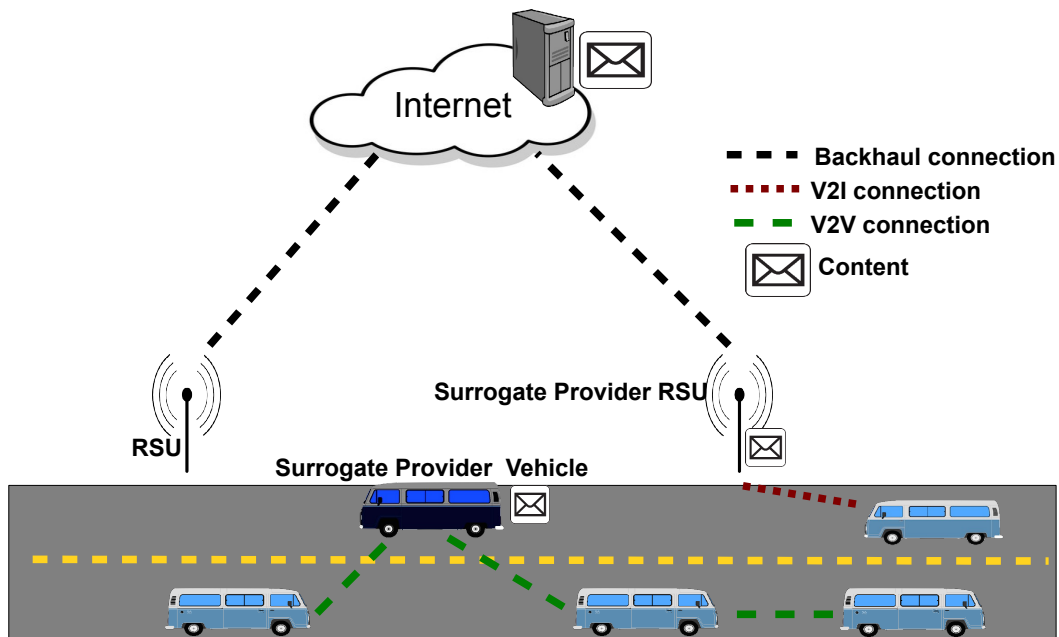 Internet
Backhaul connection
V2I connection
V2V connection
Content
Surrogate Provider RSU
RSU
Surrogate Provider Vehicle